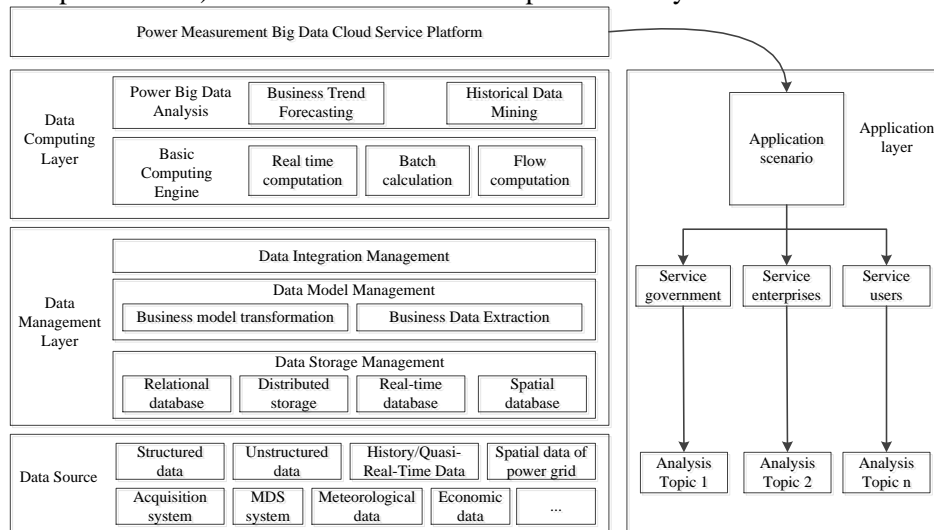 Power Measurement Big Data Cloud Service Platform
Data
Computing
Layer
Power Big Data
Analysis
Business Trend
Forecasting
Historical Data
Mining
Basic
Computing
Engine
Real time
computation
Batch
calculation
Flow
computation
Data
Management
Layer
Data Integration Management
Data Model Management
Business model transformation
Business Data Extraction
Data Storage Management
Relational
database
Distributed
storage
Real-time
database
Spatial
database
Data Source
Structured
data
Unstructured
data
History/Quasi-
Real-Time Data
Spatial data of
power grid
Acquisition
system
MDS
system
Meteorological
data
Economic
data
...
Application
scenario
Application
layer
Service
government
Service
enterprises
Service
users
Analysis
Topic 1
Analysis
Topic 2
Analysis
Topic n